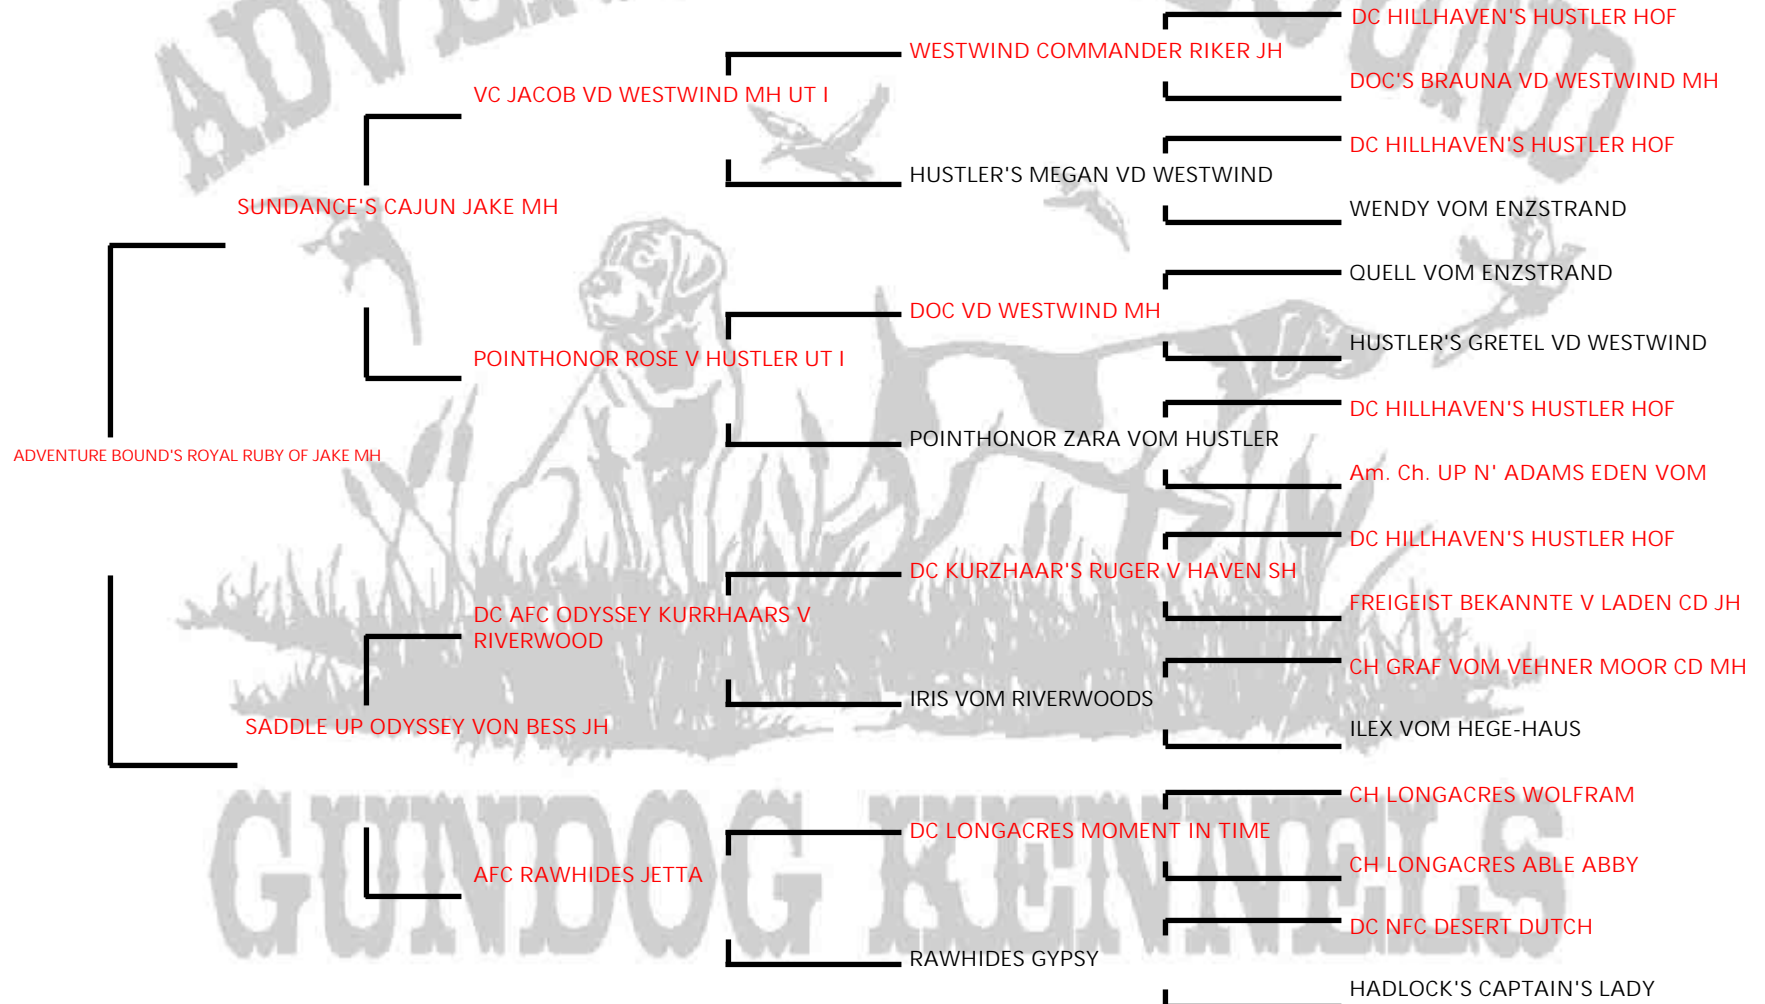 ADVE
OUND
DC HILLHAVEN'S HUSTLER HOF
WESTWIND COMMANDER RIKER JH
DOC'S BRAUNA VD WESTWIND MH
VC JACOB VD WESTWIND MH UT I
DC HILLHAVEN'S HUSTLER HOF
HUSTLER'S MEGAN VD WESTWIND
WENDY VOM ENZSTRAND
SUNDANCE'S CAJUN JAKE MH
QUELL VOM ENZSTRAND
DOC VD WESTWIND MH
HUSTLER'S GRETEL VD WESTWIND
POINTHONOR ROSE V HUSTLER UT I
DC HILLHAVEN'S HUSTLER HOF
POINTHONOR ZARA VOM HUSTLER
Am. Ch. UP N' ADAMS EDEN VOM
ADVENTURE BOUND'S ROYAL RUBY OF JAKE MH
DC HILLHAVEN'S HUSTLER HOF
DC KURZHAAR'S RUGER V HAVEN SH
FREIGEIST BEKANNTE V LADEN CD JH
DC AFC ODYSSEY KURRHAARS V
RIVERWOOD
CH GRAF VOM VEHNER MOOR CD MH
IRIS VOM RIVERWOODS
ILEX VOM HEGE-HAUS
SADDLE UP ODYSSEY VON BESS JH
CH LONGACRES WOLFRAM
DC LONGACRES MOMENT IN TIME
CH LONGACRES ABLE ABBY
AFC RAWHIDES JETTA
DC NFC DESERT DUTCH
RAWHIDES GYPSY
HADLOCK'S CAPTAIN'S LADY
GUNDOG KENNELS